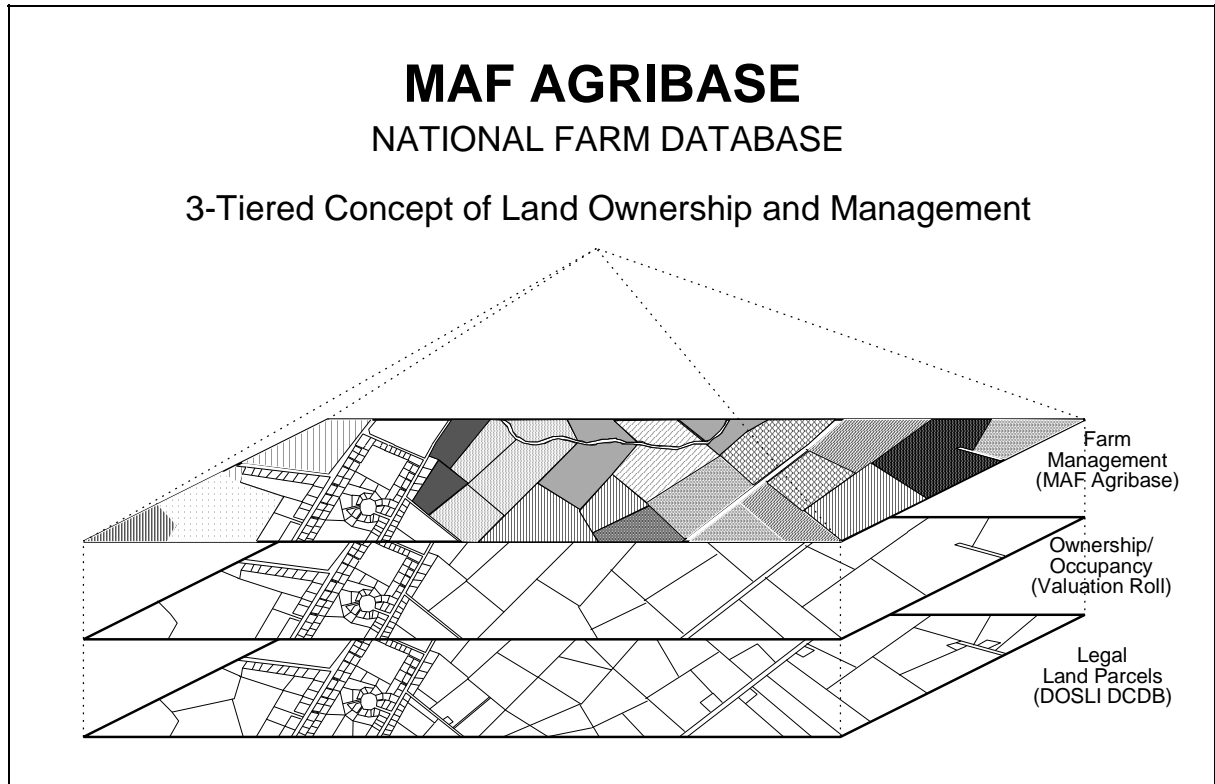 MAF AGRIBASE
NATIONAL FARM DATABASE
3-Tiered Concept of Land Ownership and Management
Farm
Management
(MAF Agribase)
Ownership/
Occupancy
(Valuation Roll)
Legal
Land Parcels
(DOSLI DCDB)